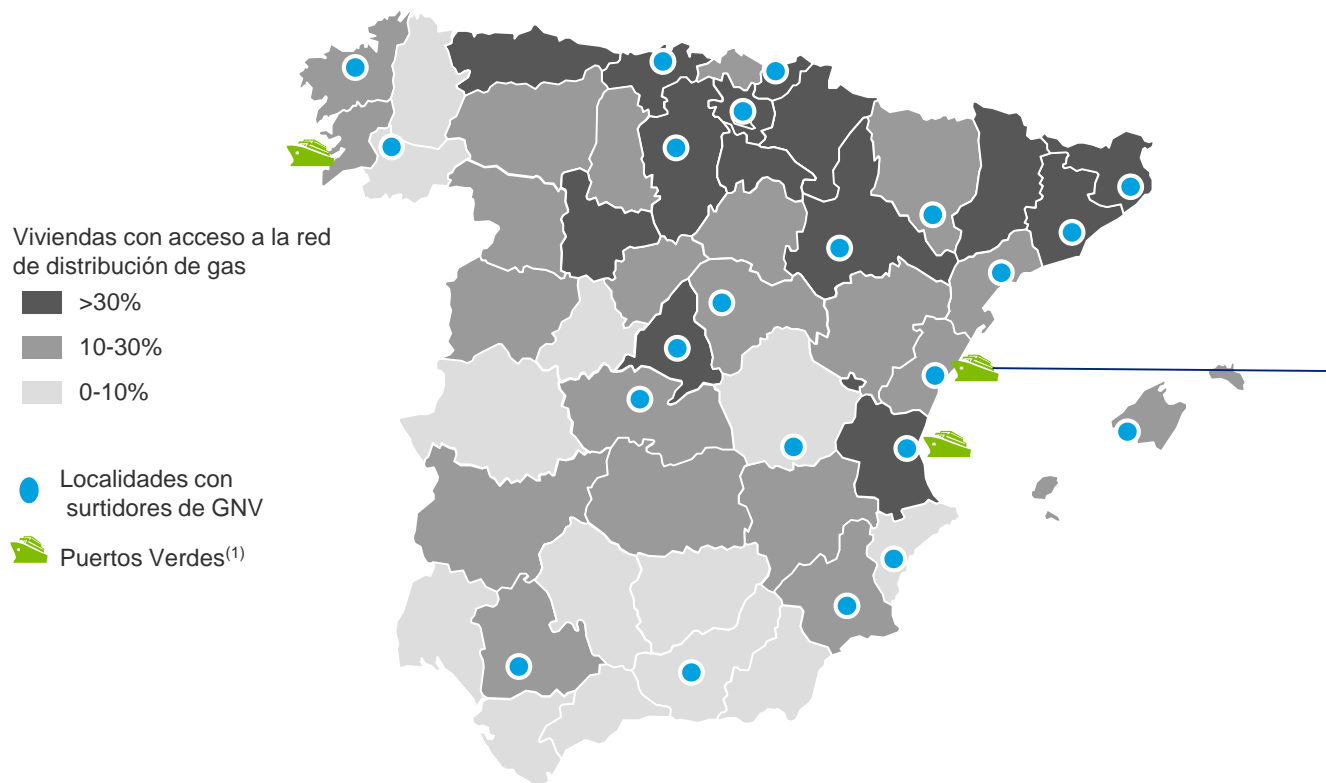 Viviendas con acceso a la red
de distribución de gas
>30%
10-30%
0-10%
Localidades con
surtidores de GNV
Puertos Verdes(1)